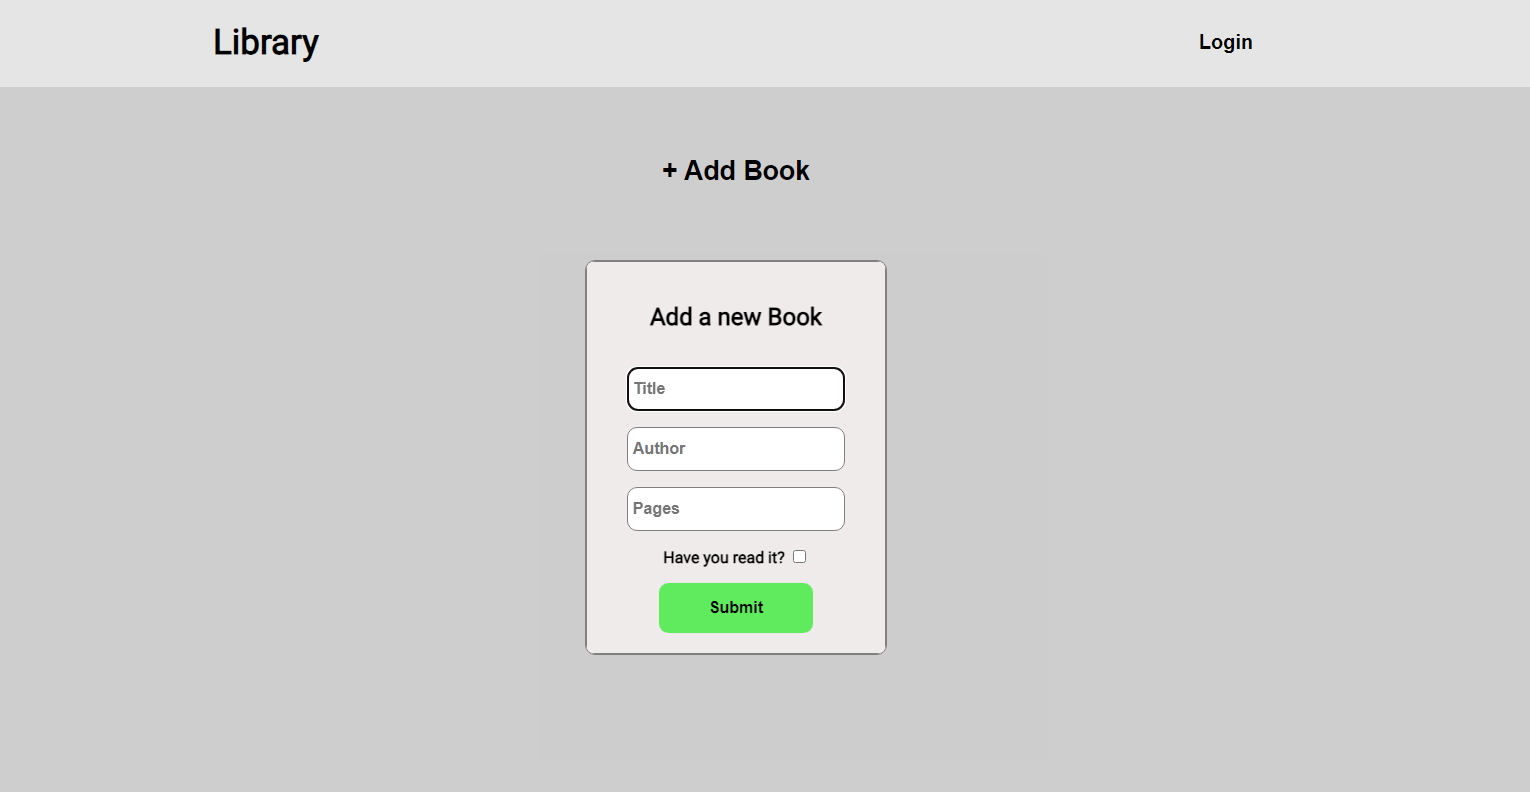 Library
Login
+ Add Book
Add a new Book
Title
Author
Pages
Have you read it?
Submit